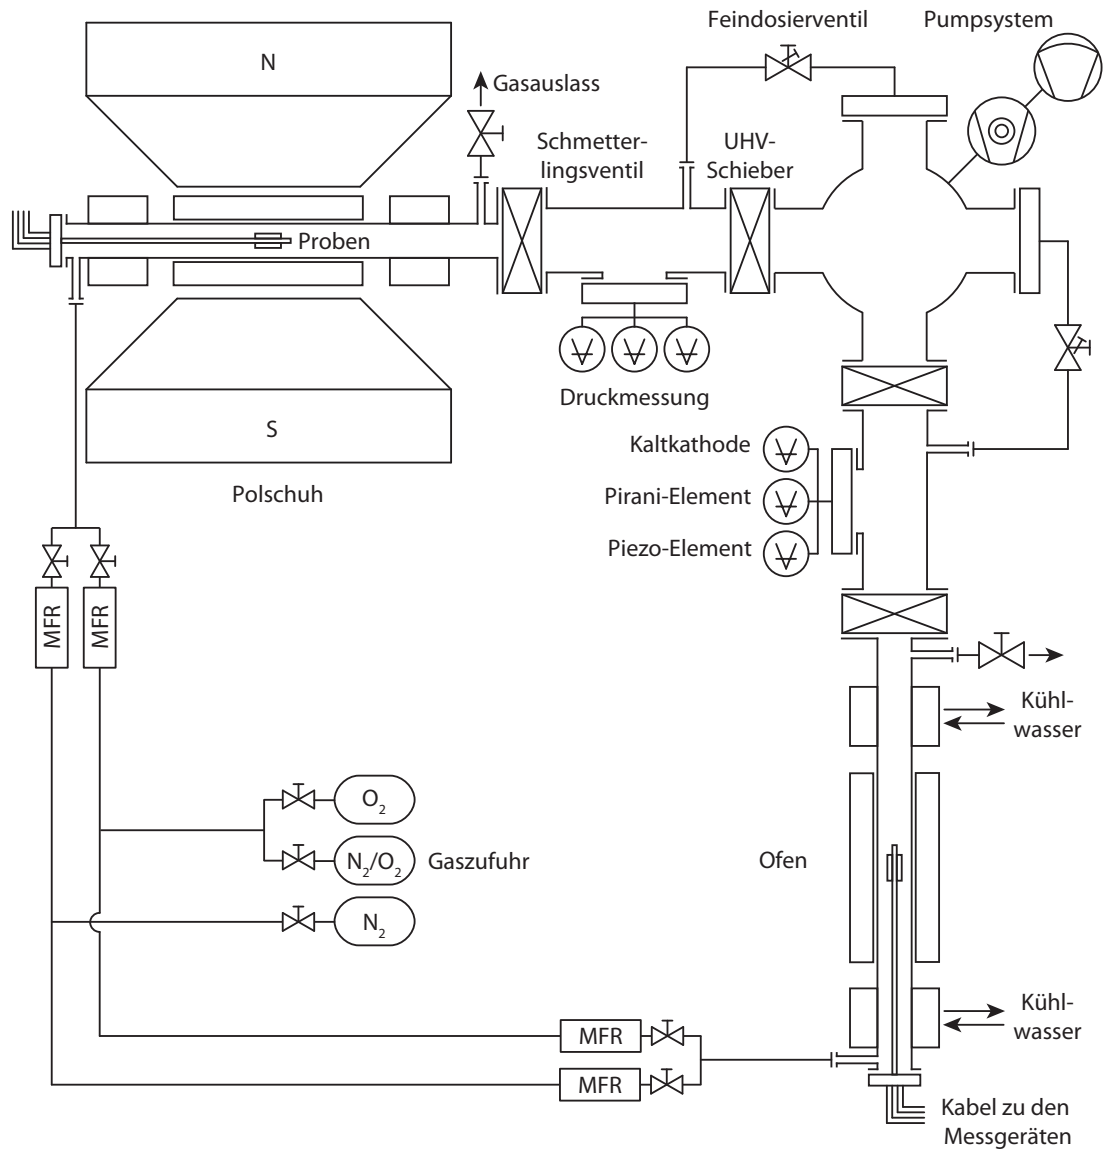 Feindosierventil
Pumpsystem
N
Gasauslass
Schmetter-
lingsventil
UHV-
Schieber
Proben
Druckmessung
S
Polschuh
Kaltkathode
Pirani-Element
Piezo-Element
MFR
MFR
Kühl-
wasser
O₂
N₂/O₂
Gaszufuhr
N₂
Ofen
Kühl-
wasser
MFR
MFR
Kabel zu den
Messgeräten